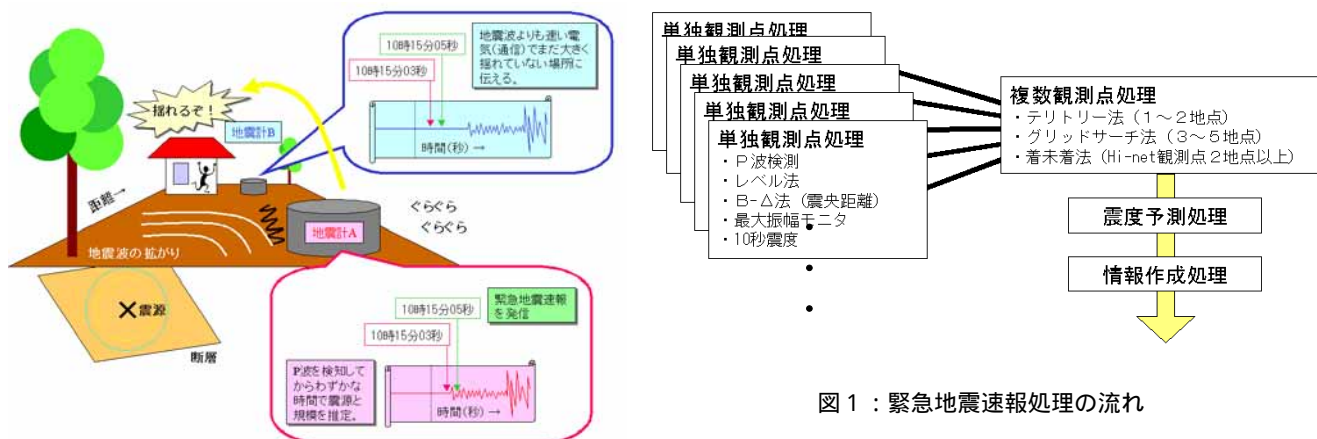 10時15分05秒
10時15分03秒
地震波よりも速い電
気(通信)でまだ大きく
揺れていない場所に
伝える。
時間(秒) →
揺れるぞ!
地震計B
距離→
地震計A
ぐらぐら
ぐらぐら
地震波の拡がり
×震源
断層
10時15分05秒
10時15分03秒
緊急地震速報
を発信
P波を検知して
からわずかな
時間で震源と
規模を推定。
時間(秒) →
単独観測点処理
単独観測点処理
単独観測点処理
単独観測点処理
単独観測点処理
・P波検測
・レベル法
・B-Δ法(震央距離)
・最大振幅モニタ
・10秒震度
複数観測点処理
・テリトリー法(1~2地点)
・グリッドサーチ法(3~5地点)
・着未着法(Hi-net観測点2地点以上)
震度予測処理
情報作成処理
図1:緊急地震速報処理の流れ